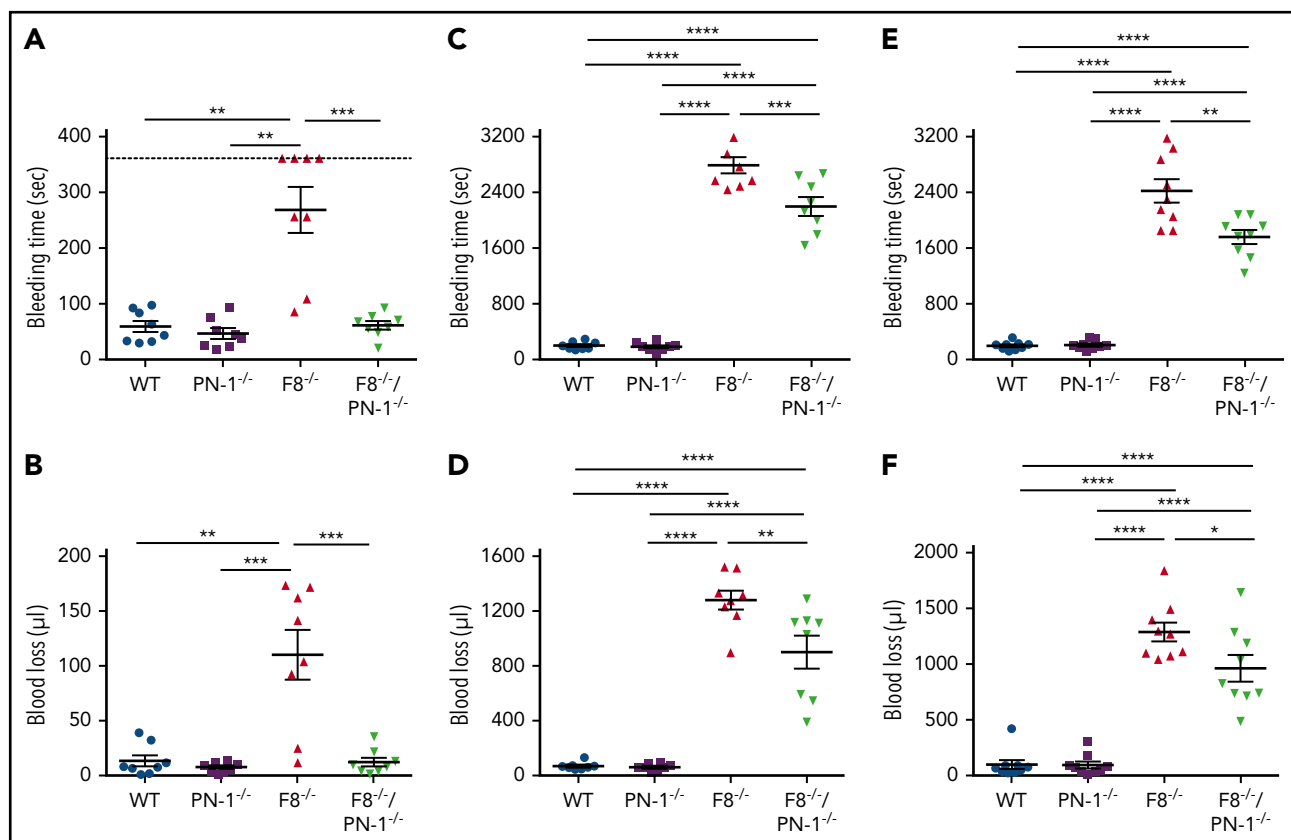 A
**
***
**
Bleeding time (sec)
400
300
200
100
0
WT
PN-1-/-
F8-/-
F8-/-/
PN-1-/-
C
****
****
****
****
***
Bleeding time (sec)
3200
2400
1600
800
0
WT
PN-1-/-
F8-/-
F8-/-/
PN-1-/-
E
****
****
****
****
**
Bleeding time (sec)
3200
2400
1600
800
0
WT
PN-1-/-
F8-/-
F8-/-/
PN-1-/-
B
**
***
***
Blood loss (µl)
200
150
100
50
0
WT
PN-1-/-
F8-/-
F8-/-/
PN-1-/-
D
****
****
****
****
**
Blood loss (µl)
1600
1200
800
400
0
WT
PN-1-/-
F8-/-
F8-/-/
PN-1-/-
F
****
****
****
****
*
Blood loss (µl)
2000
1500
1000
500
0
WT
PN-1-/-
F8-/-
F8-/-/
PN-1-/-